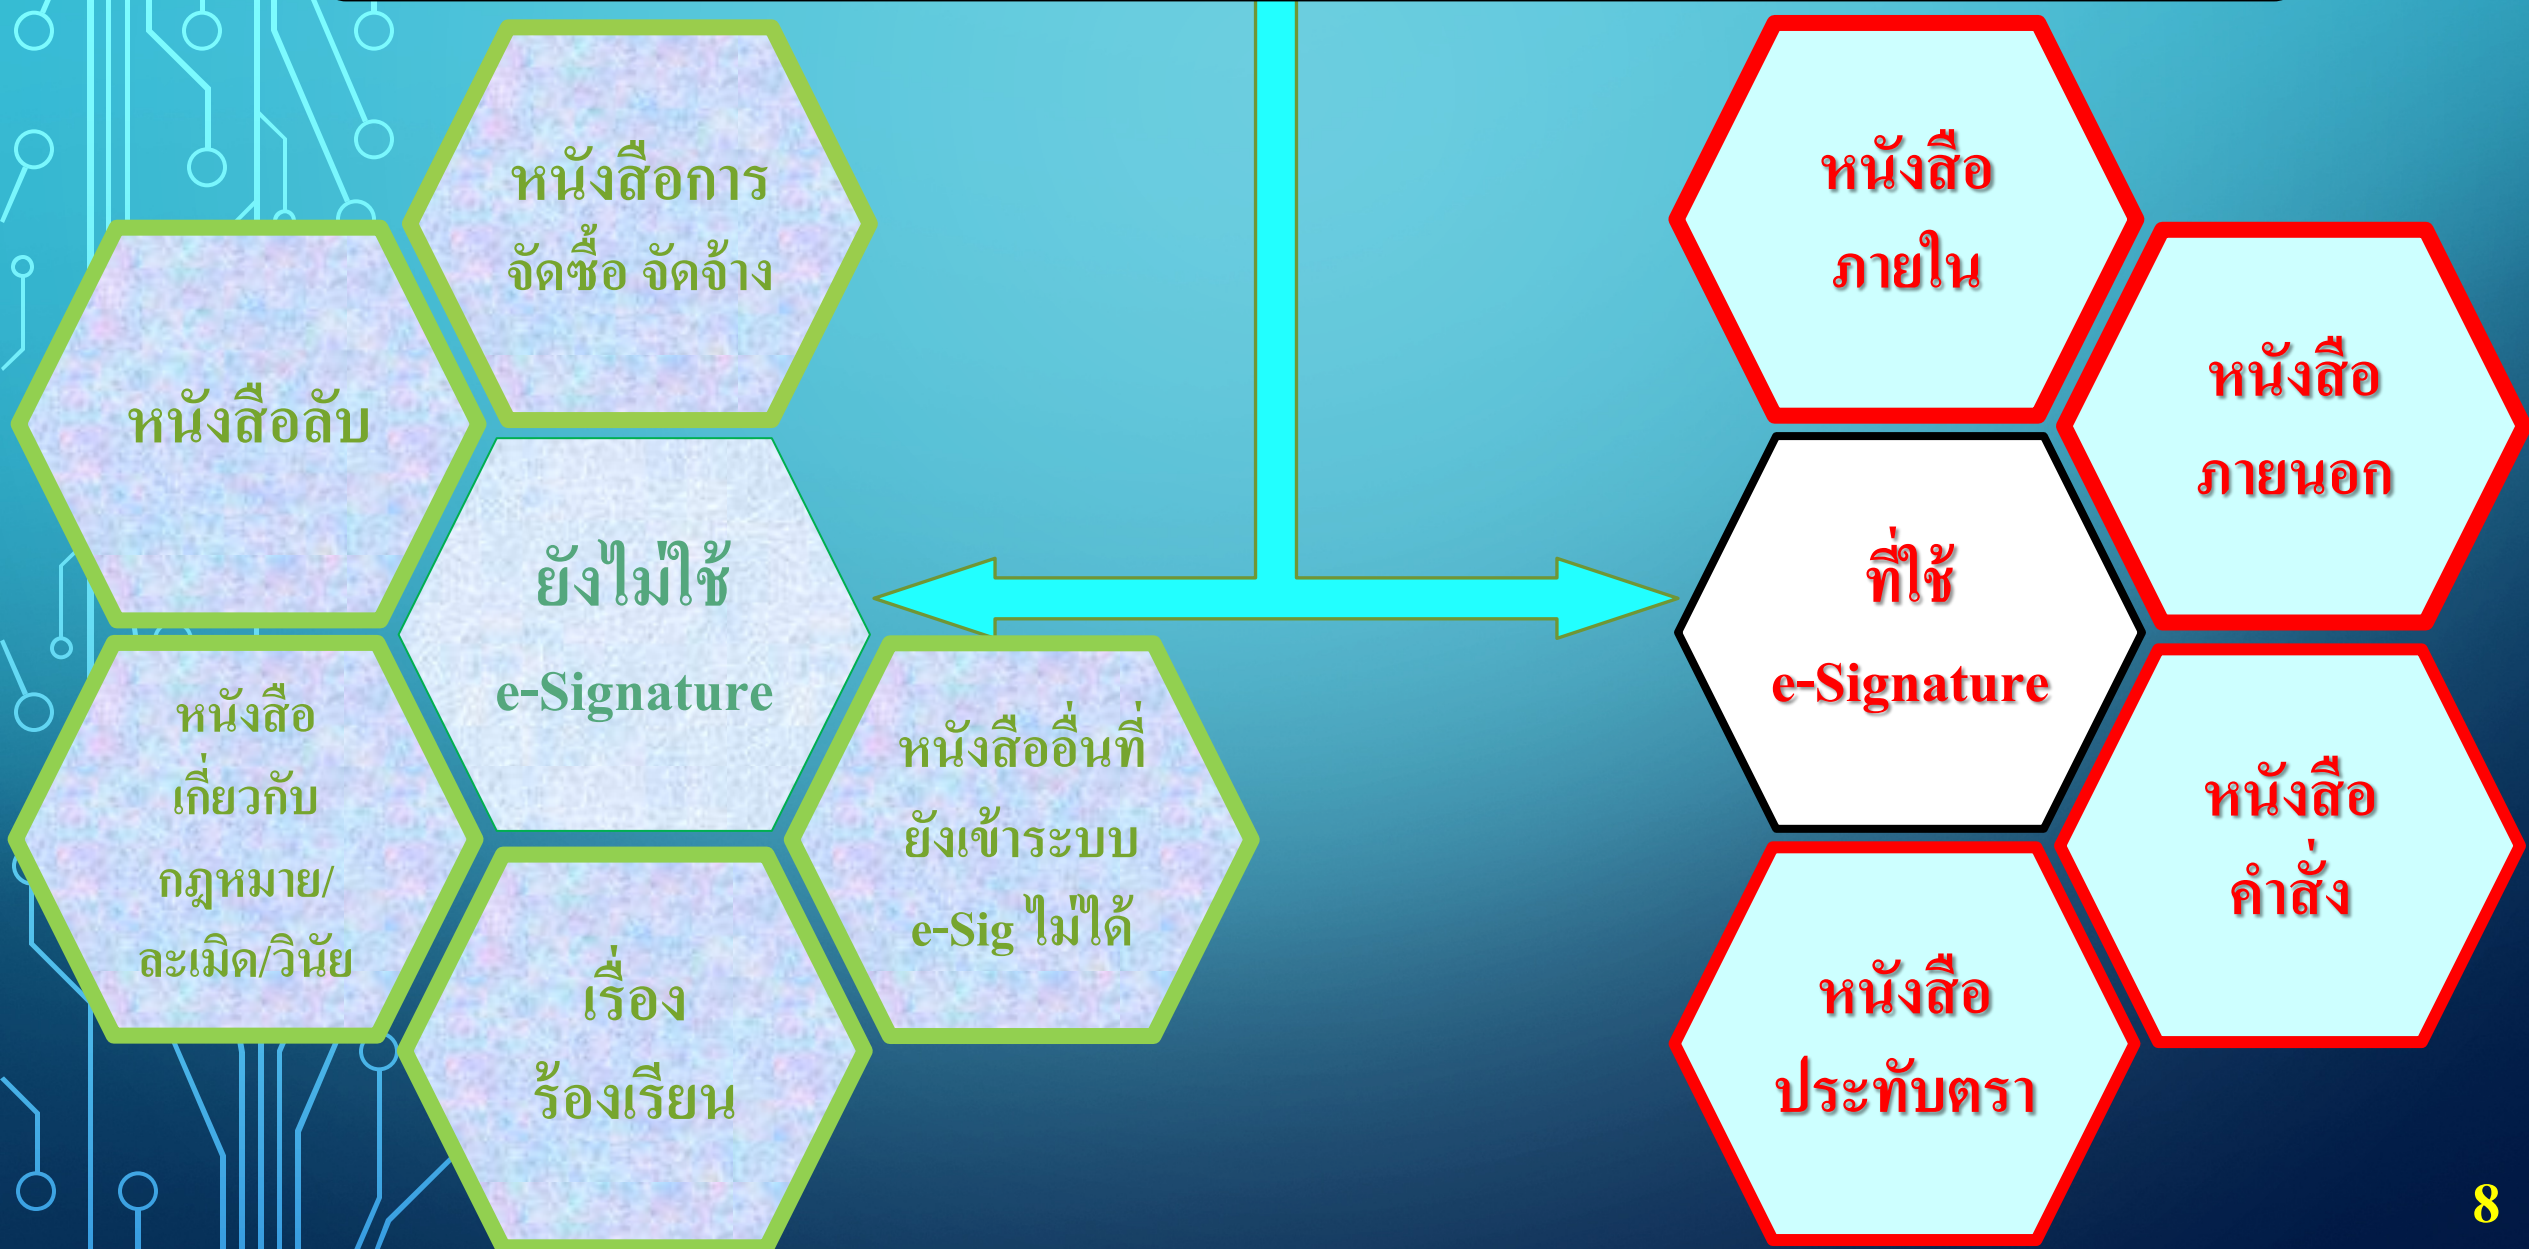 หนังสือการ
จัดซื้อ จัดจ้าง
หนังสือลับ
ยังไม่ใช้
e-Signature
หนังสือ
เกี่ยวกับ
กฎหมาย/
ละเมิด/วินัย
หนังสืออื่นที่
ยังเข้าระบบ
e-Sig ไม่ได้
เรื่อง
ร้องเรียน
หนังสือ
ภายใน
หนังสือ
ภายนอก
ที่ใช้
e-Signature
หนังสือ
คำสั่ง
หนังสือ
ประทับตรา
8